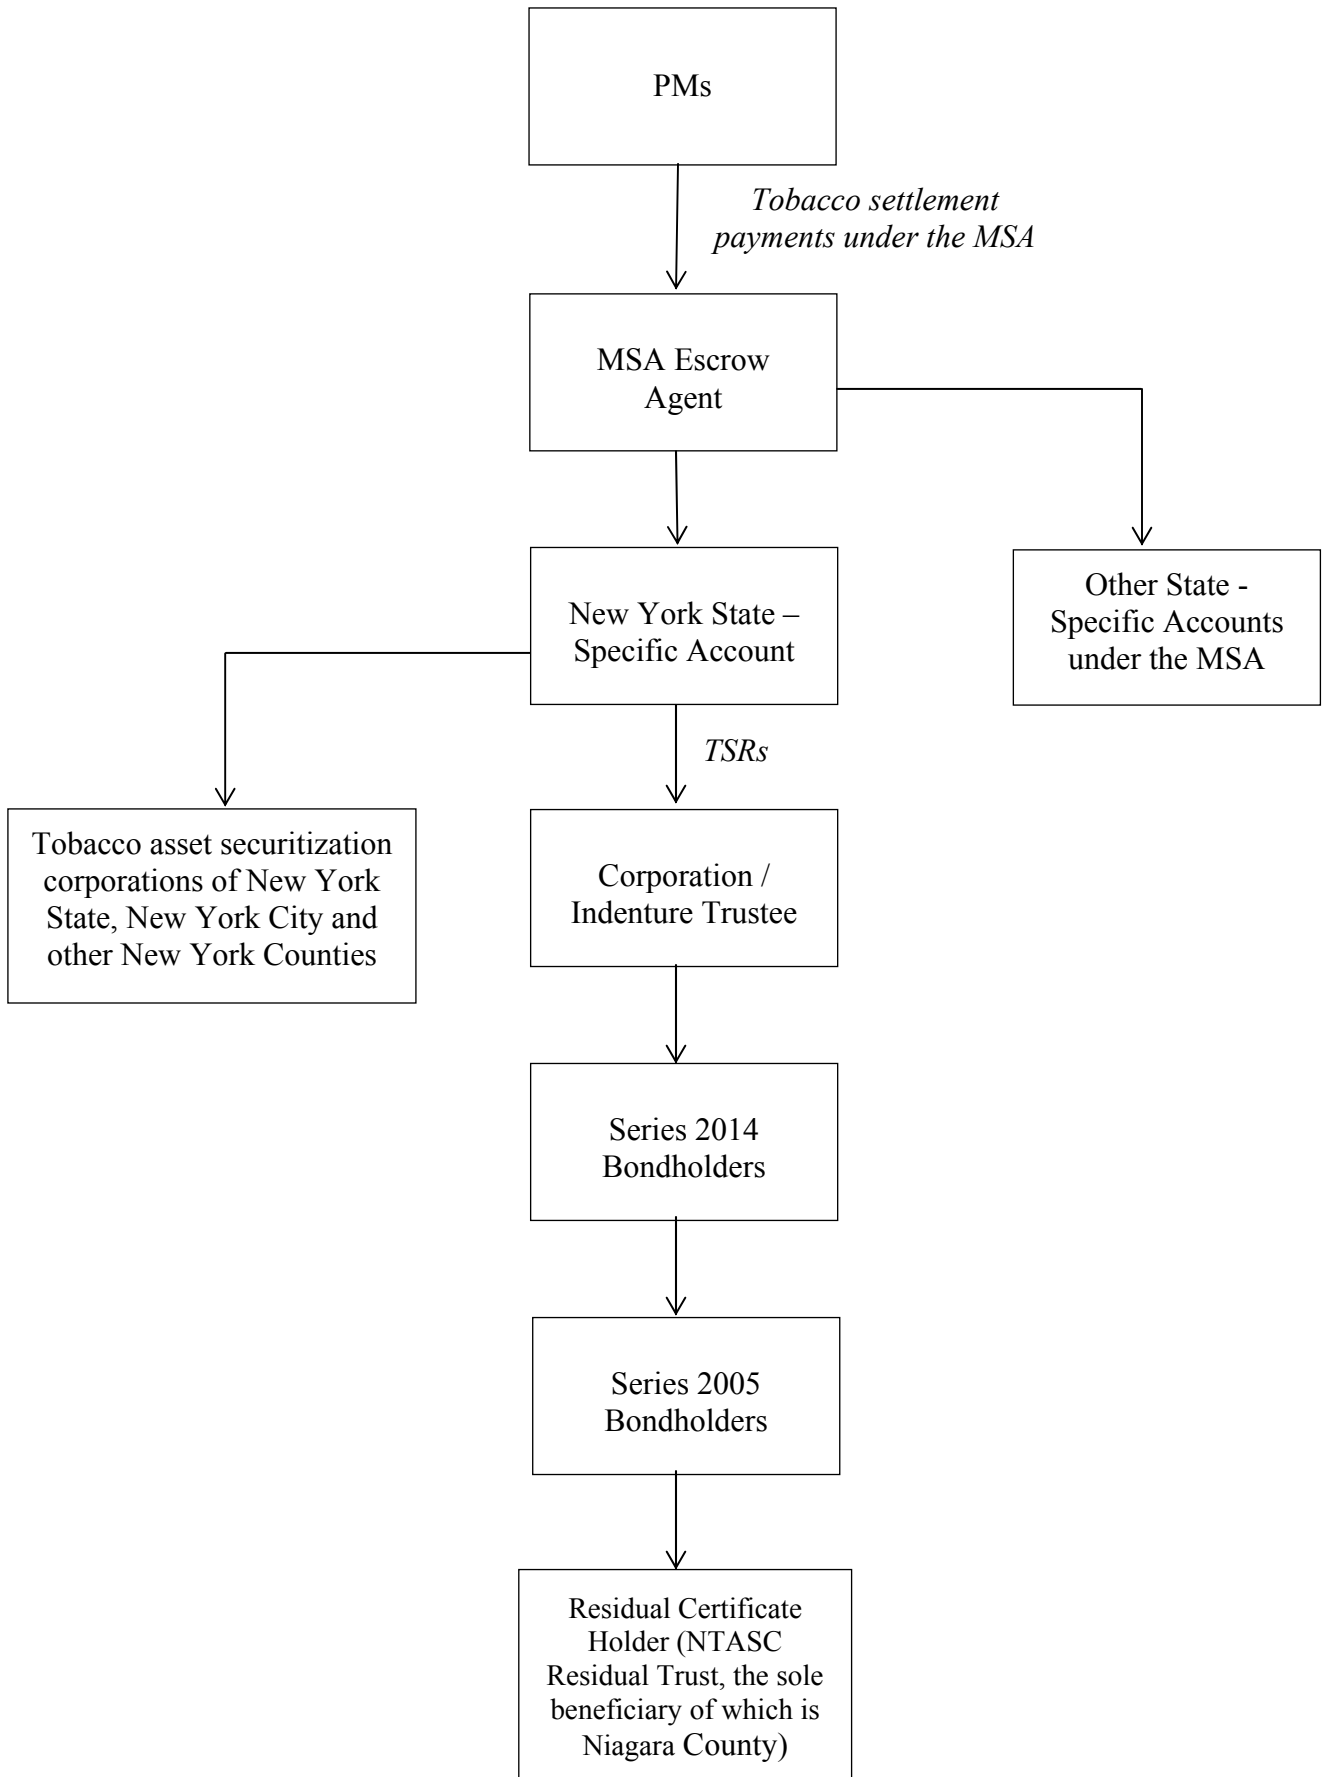 PMs
Tobacco settlement
payments under the MSA
MSA Escrow
Agent
New York State –
Specific Account
Other State -
Specific Accounts
under the MSA
TSRs
Tobacco asset securitization
corporations of New York
State, New York City and
other New York Counties
Corporation /
Indenture Trustee
Series 2014
Bondholders
Series 2005
Bondholders
Residual Certificate
Holder (NTASC
Residual Trust, the sole
beneficiary of which is
Niagara County)